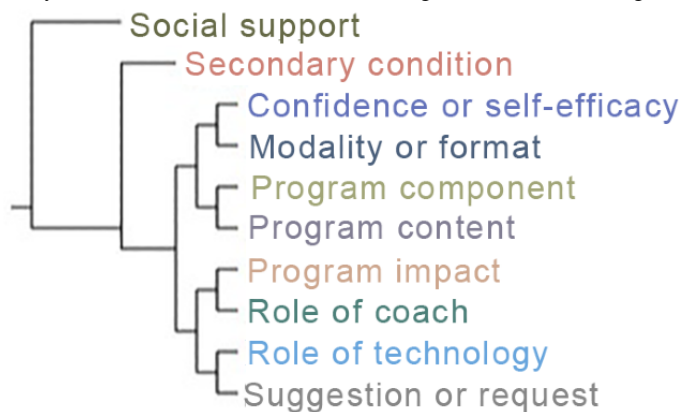 Social support
Secondary condition
Confidence or self-efficacy
Modality or format
Program component
Program content
Program impact
Role of coach
Role of technology
Suggestion or request